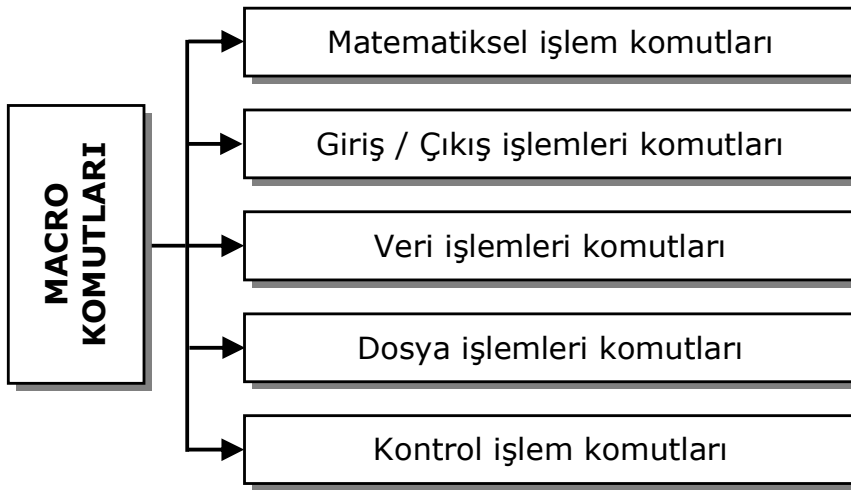 MACRO
KOMUTLARI
Matematiksel işlem komutları
Giriş / Çıkış işlemleri komutları
Veri işlemleri komutları
Dosya işlemleri komutları
Kontrol işlem komutları